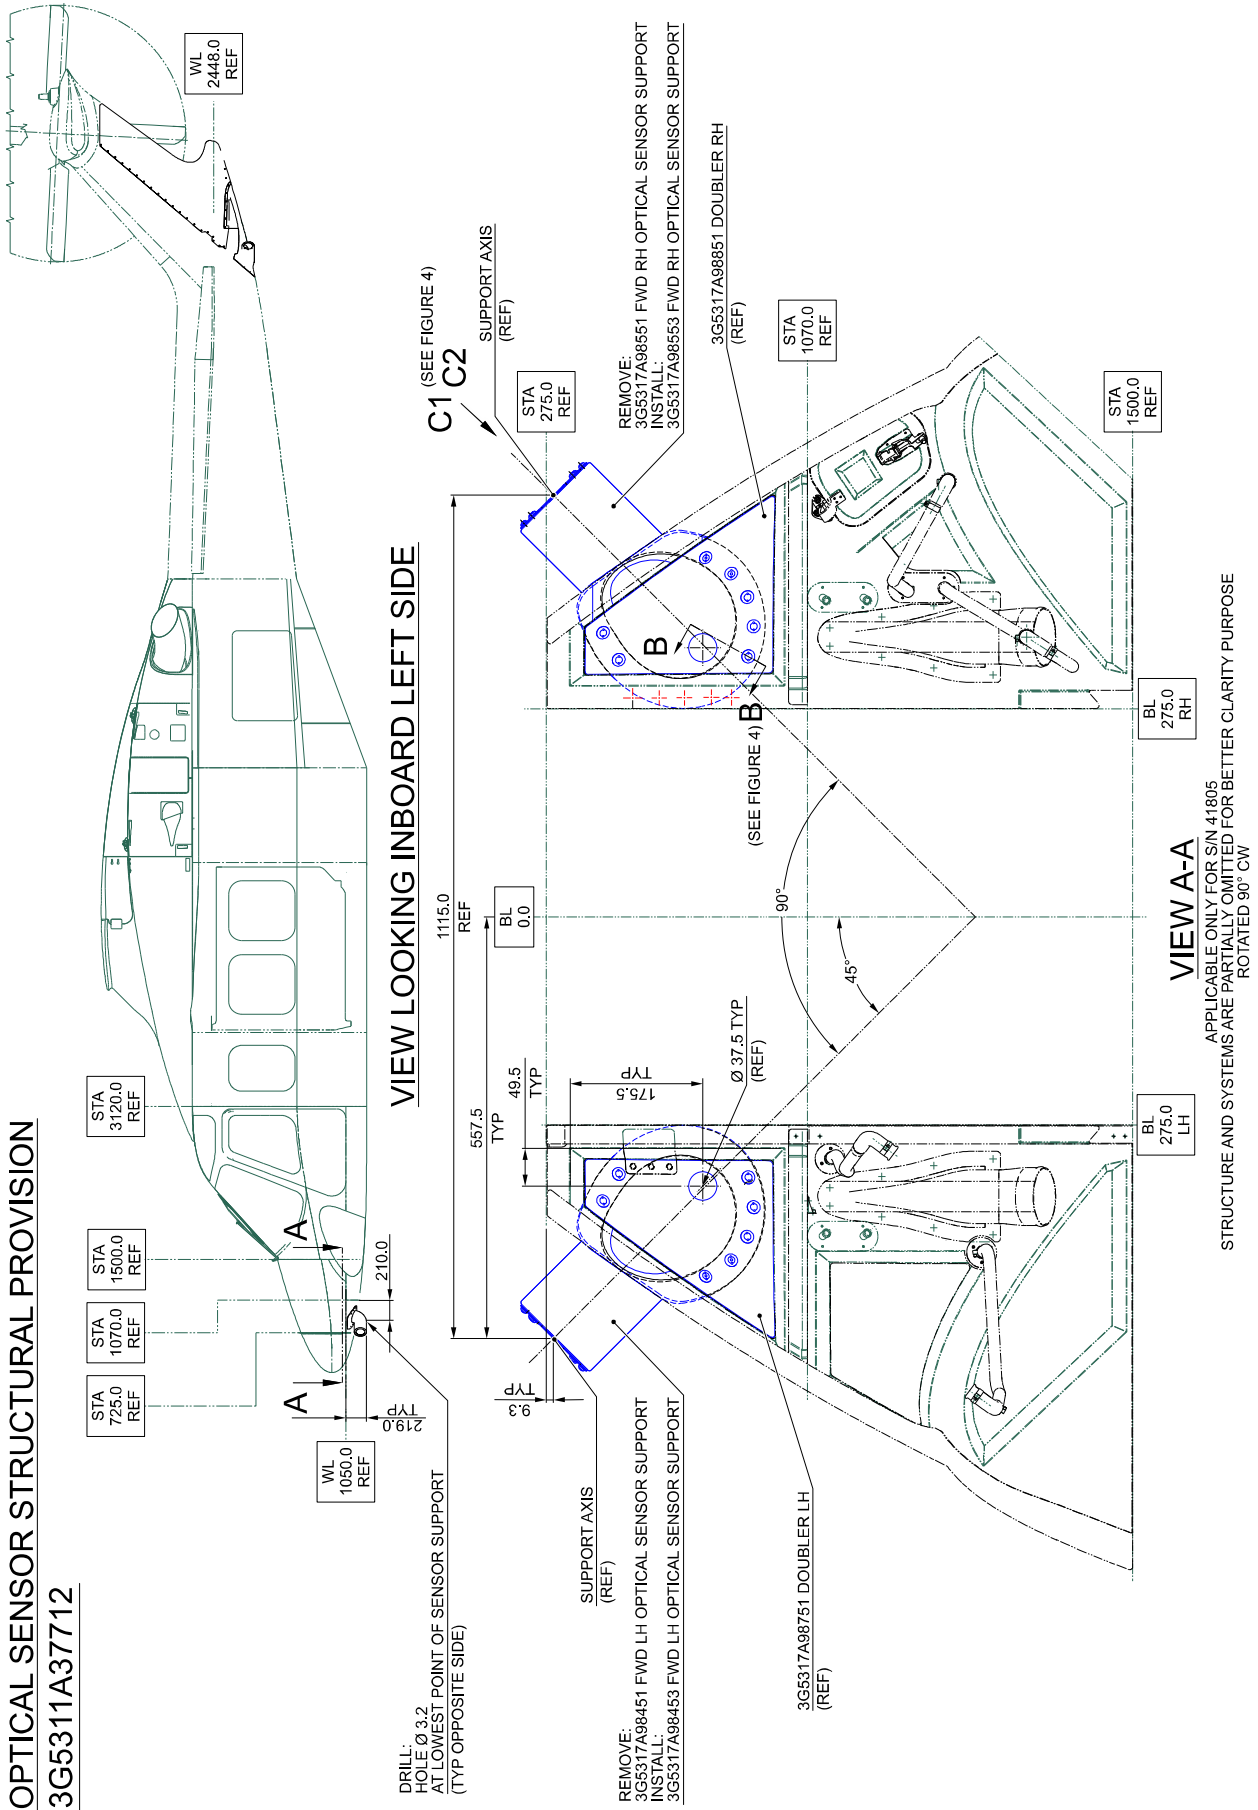 OPTICAL SENSOR STRUCTURAL PROVISION
3G5311A37712
STA
725.0
REF
STA
1070.0
REF
STA
1500.0
REF
STA
3120.0
REF
WL
2448.0
REF
WL
1050.0
REF
A
A
210.0
219.0
TYP
DRILL:
HOLE Ø 3.2
AT LOWEST POINT OF SENSOR SUPPORT
(TYP OPPOSITE SIDE)
VIEW LOOKING INBOARD LEFT SIDE
C1 C2
(SEE FIGURE 4)
SUPPORT AXIS
(REF)
STA
275.0
REF
1115.0
REF
557.5
TYP
BL
0.0
49.5
TYP
175.5
TYP
Ø 37.5 TYP
(REF)
9.3
TYP
SUPPORT AXIS
(REF)
REMOVE:
3G5317A98451 FWD LH OPTICAL SENSOR SUPPORT
INSTALL:
3G5317A98453 FWD LH OPTICAL SENSOR SUPPORT
REMOVE:
3G5317A98551 FWD RH OPTICAL SENSOR SUPPORT
INSTALL:
3G5317A98553 FWD RH OPTICAL SENSOR SUPPORT
3G5317A98851 DOUBLER RH
(REF)
3G5317A98751 DOUBLER LH
(REF)
B
B
(SEE FIGURE 4)
90°
45°
STA
1070.0
REF
STA
1500.0
REF
BL
275.0
LH
BL
275.0
RH
VIEW A-A
APPLICABLE ONLY FOR S/N 41805
STRUCTURE AND SYSTEMS ARE PARTIALLY OMITTED FOR BETTER CLARITY PURPOSE
ROTATED 90° CW